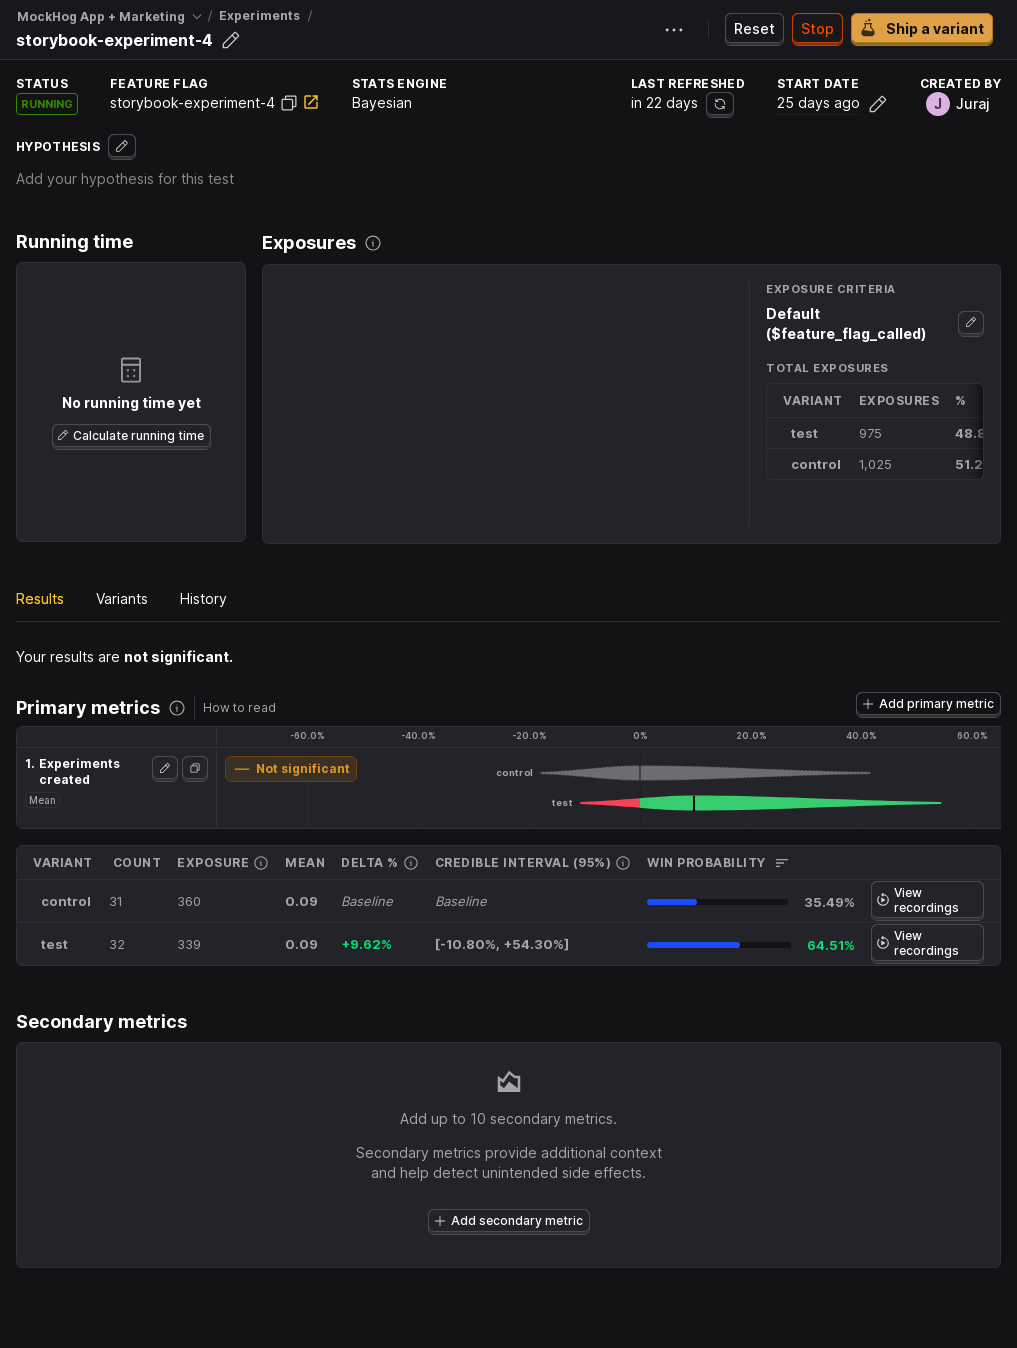 MockHog App + Marketing / Experiments /
storybook-experiment-4
Reset
Stop
Ship a variant
STATUS
RUNNING
FEATURE FLAG
storybook-experiment-4
STATS ENGINE
Bayesian
LAST REFRESHED
in 22 days
START DATE
25 days ago
CREATED BY
J Juraj
HYPOTHESIS
Add your hypothesis for this test
Running time
No running time yet
Calculate running time
Exposures
EXPOSURE CRITERIA
Default
($feature_flag_called)
TOTAL EXPOSURES
VARIANT EXPOSURES %
test 975 48.8
control 1,025 51.2
Results Variants History
Your results are not significant.
Primary metrics How to read
Add primary metric
-60.0% -40.0% -20.0% 0% 20.0% 40.0% 60.0%
1. Experiments
created
Mean
Not significant
control
test
VARIANT COUNT EXPOSURE MEAN DELTA % CREDIBLE INTERVAL (95%) WIN PROBABILITY
control 31 360 0.09 Baseline Baseline 35.49% View
recordings
test 32 339 0.09 +9.62% [-10.80%, +54.30%] 64.51% View
recordings
Secondary metrics
Add up to 10 secondary metrics.
Secondary metrics provide additional context
and help detect unintended side effects.
Add secondary metric